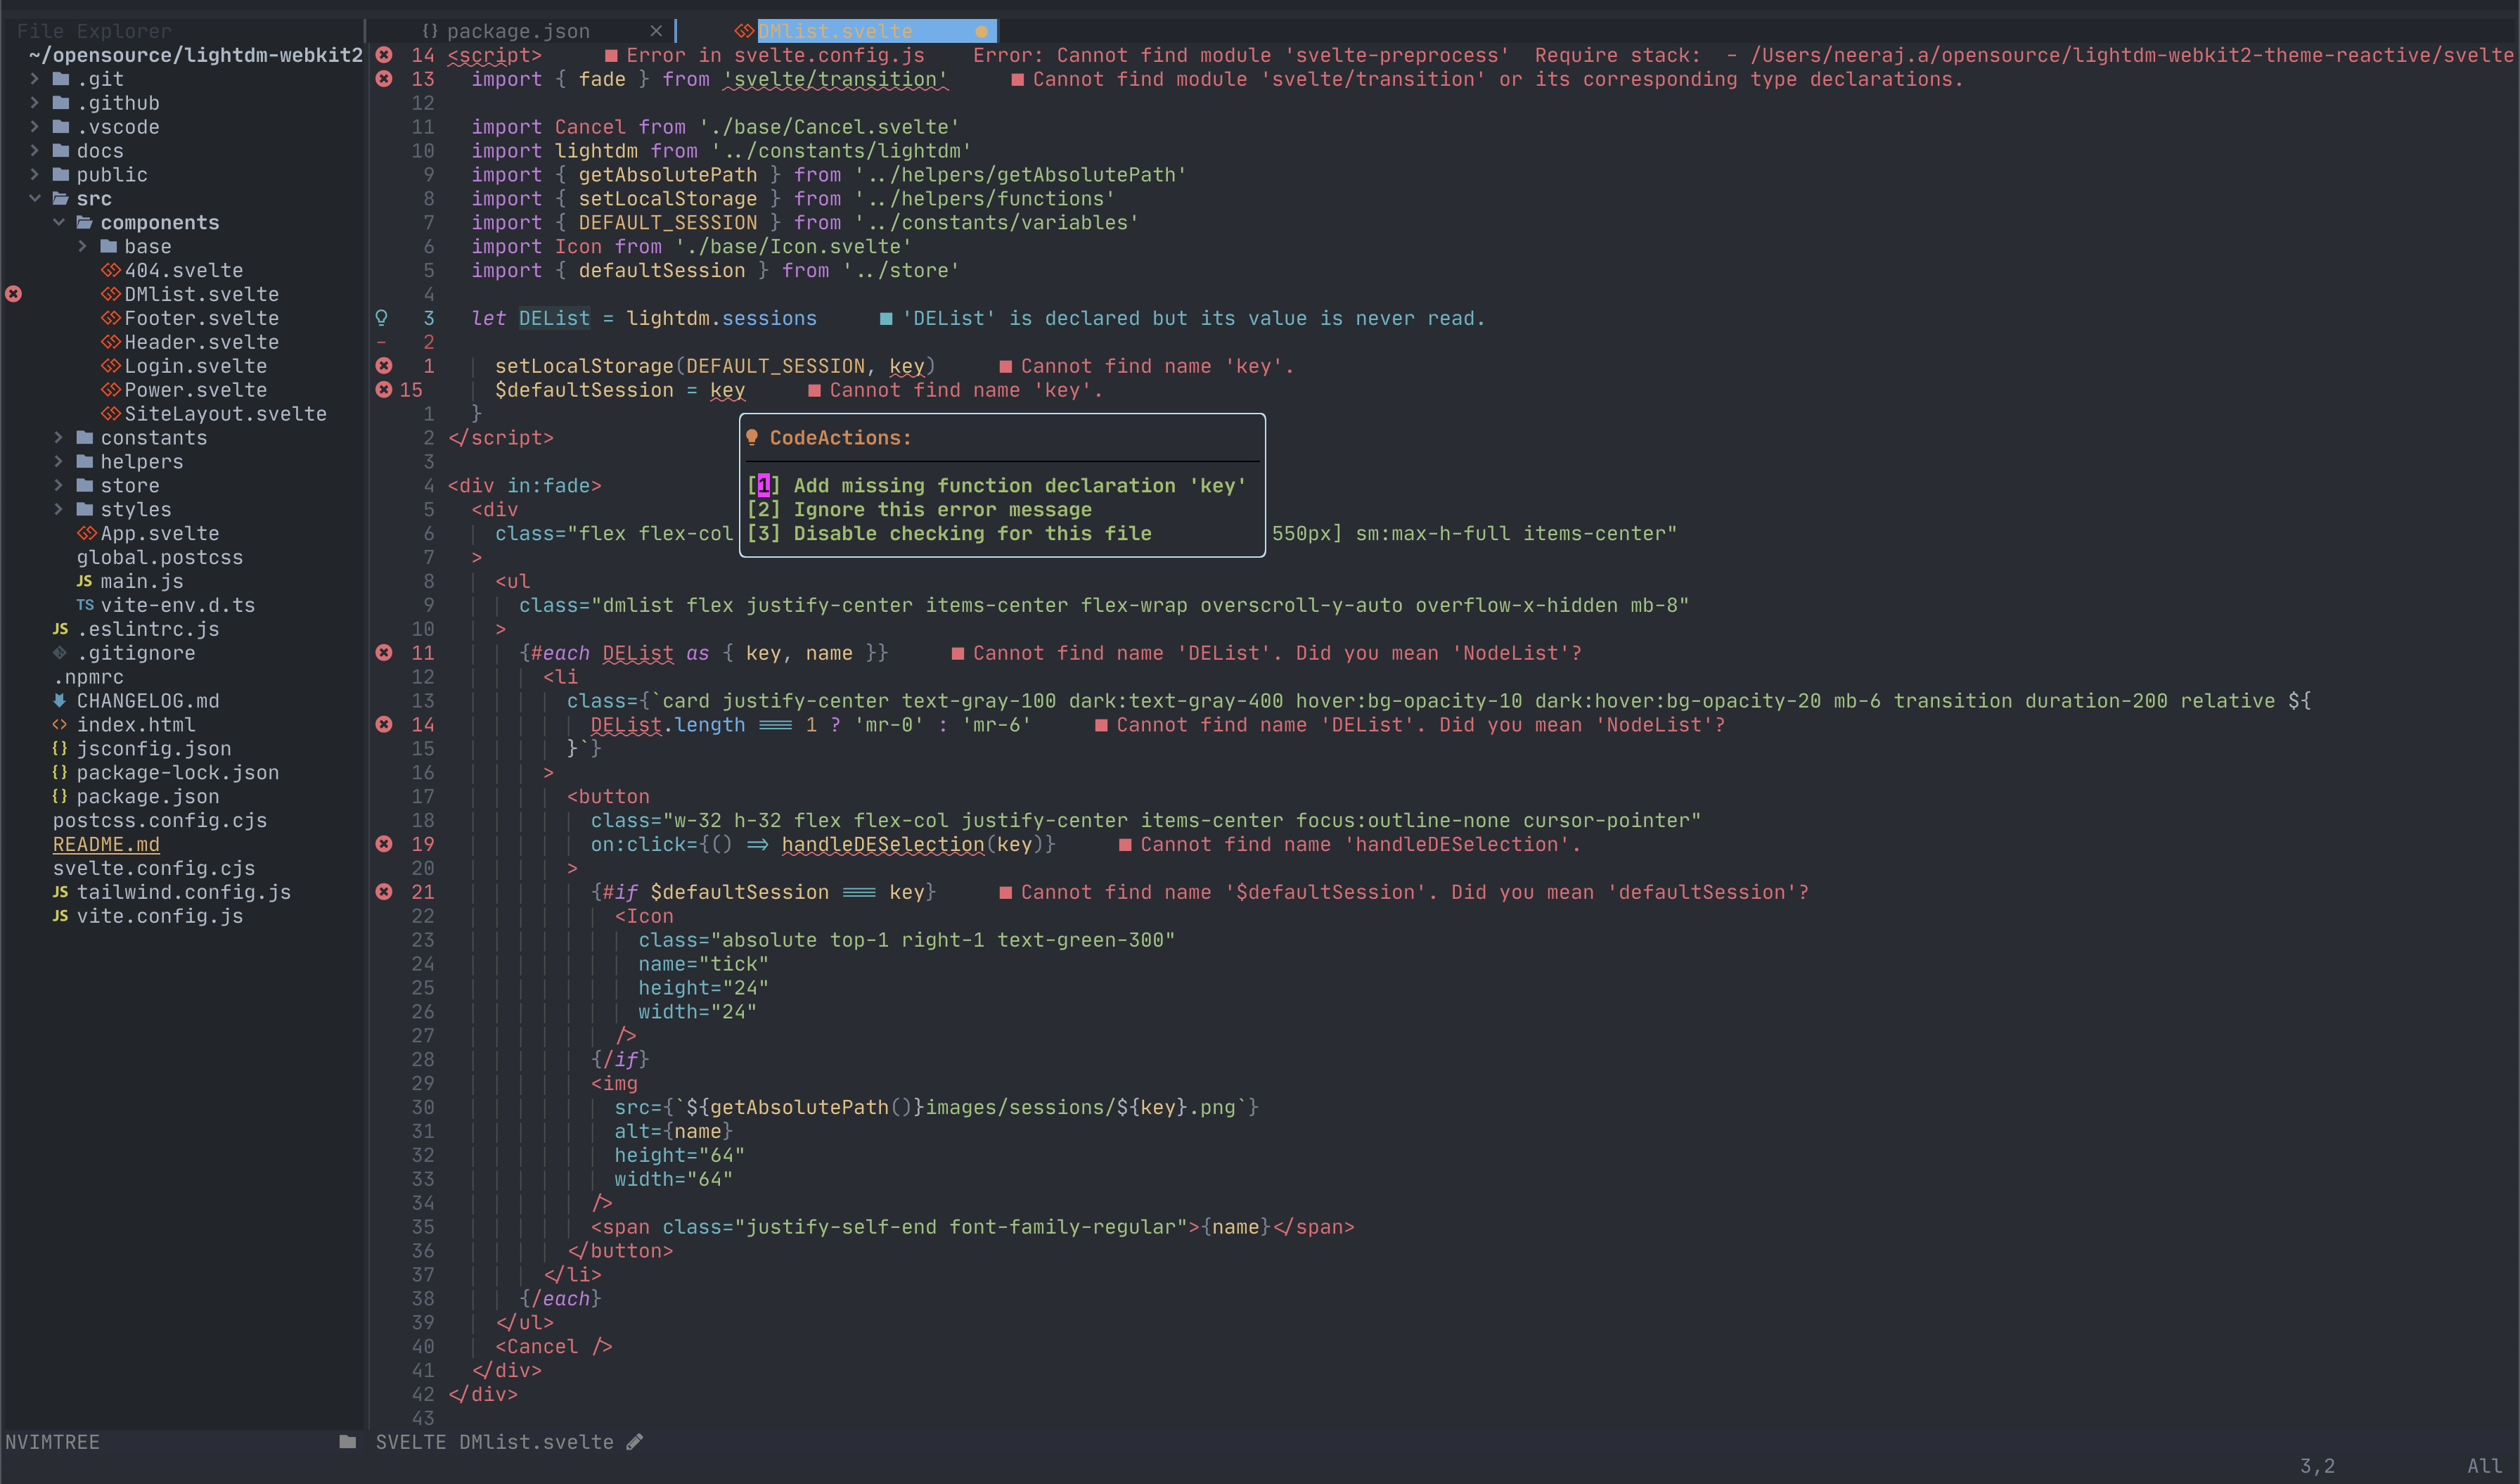 File Explorer
~/opensource/lightdm-webkit2
.git
.github
.vscode
docs
public
src
components
base
404.svelte
DMlist.svelte
Footer.svelte
Header.svelte
Login.svelte
Power.svelte
SiteLayout.svelte
constants
helpers
store
styles
App.svelte
global.postcss
JS main.js
TS vite-env.d.ts
JS .eslintrc.js
.gitignore
.npmrc
CHANGELOG.md
<> index.html
{} jsconfig.json
{} package-lock.json
{} package.json
postcss.config.cjs
README.md
svelte.config.cjs
JS tailwind.config.js
JS vite.config.js
NVIMTREE
{} package.json ×
DMlist.svelte
14 <script> ■ Error in svelte.config.js Error: Cannot find module 'svelte-preprocess' Require stack: - /Users/neeraj.a/opensource/lightdm-webkit2-theme-reactive/svelte
13 import { fade } from 'svelte/transition' ■ Cannot find module 'svelte/transition' or its corresponding type declarations.
12
11 import Cancel from './base/Cancel.svelte'
10 import lightdm from '../constants/lightdm'
9 import { getAbsolutePath } from '../helpers/getAbsolutePath'
8 import { setLocalStorage } from '../helpers/functions'
7 import { DEFAULT_SESSION } from '../constants/variables'
6 import Icon from './base/Icon.svelte'
5 import { defaultSession } from '../store'
4
3 let DEList = lightdm.sessions ■ 'DEList' is declared but its value is never read.
- 2
1 setLocalStorage(DEFAULT_SESSION, key) ■ Cannot find name 'key'.
15 $defaultSession = key ■ Cannot find name 'key'.
1 }
2 </script>
3
4 <div in:fade>
5 <div
6 class="flex flex-col 550px] sm:max-h-full items-center"
7 >
8 <ul
9 class="dmlist flex justify-center items-center flex-wrap overscroll-y-auto overflow-x-hidden mb-8"
10 >
11 {#each DEList as { key, name }} ■ Cannot find name 'DEList'. Did you mean 'NodeList'?
12 <li
13 class={`card justify-center text-gray-100 dark:text-gray-400 hover:bg-opacity-10 dark:hover:bg-opacity-20 mb-6 transition duration-200 relative ${
14 DEList.length === 1 ? 'mr-0' : 'mr-6' ■ Cannot find name 'DEList'. Did you mean 'NodeList'?
15 }`}
16 >
17 <button
18 class="w-32 h-32 flex flex-col justify-center items-center focus:outline-none cursor-pointer"
19 on:click={() => handleDESelection(key)} ■ Cannot find name 'handleDESelection'.
20 >
21 {#if $defaultSession === key} ■ Cannot find name '$defaultSession'. Did you mean 'defaultSession'?
22 <Icon
23 class="absolute top-1 right-1 text-green-300"
24 name="tick"
25 height="24"
26 width="24"
27 />
28 {/if}
29 <img
30 src={`${getAbsolutePath()}images/sessions/${key}.png`}
31 alt={name}
32 height="64"
33 width="64"
34 />
35 <span class="justify-self-end font-family-regular">{name}</span>
36 </button>
37 </li>
38 {/each}
39 </ul>
40 <Cancel />
41 </div>
42 </div>
43
CodeActions:
[1] Add missing function declaration 'key'
[2] Ignore this error message
[3] Disable checking for this file
SVELTE DMlist.svelte
3,2 All